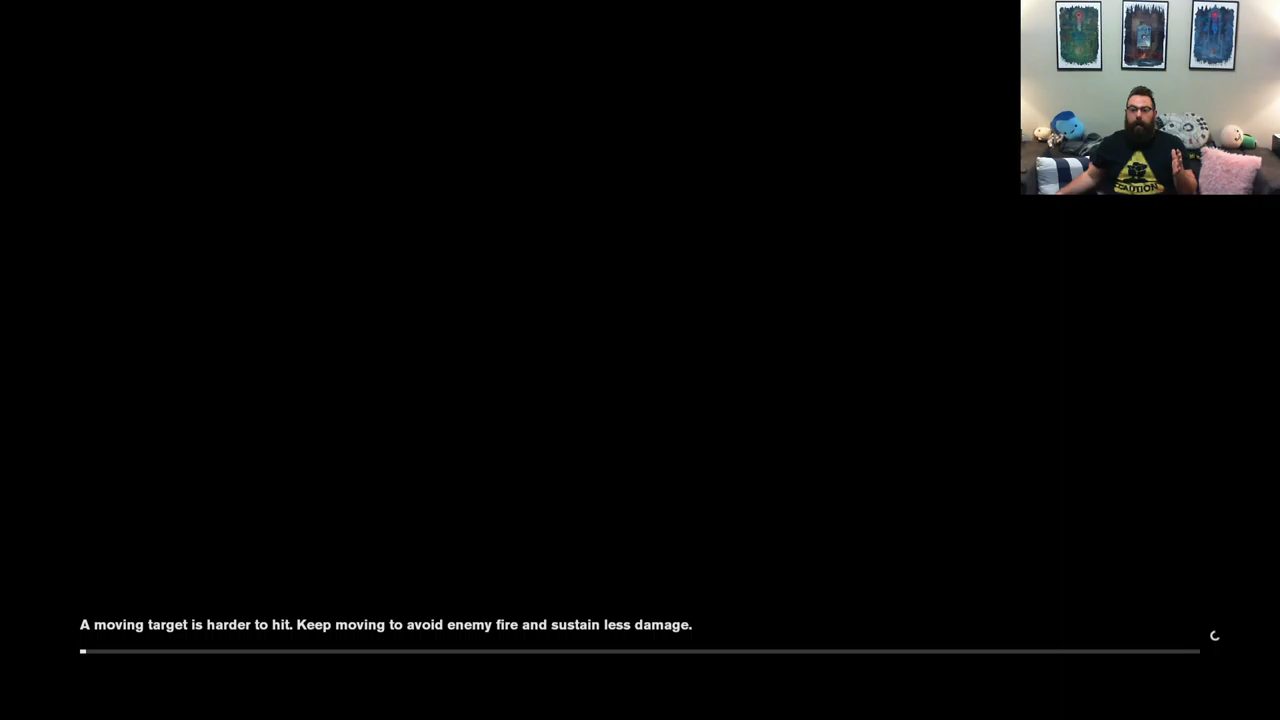 CAUTION
A moving target is harder to hit. Keep moving to avoid enemy fire and sustain less damage.